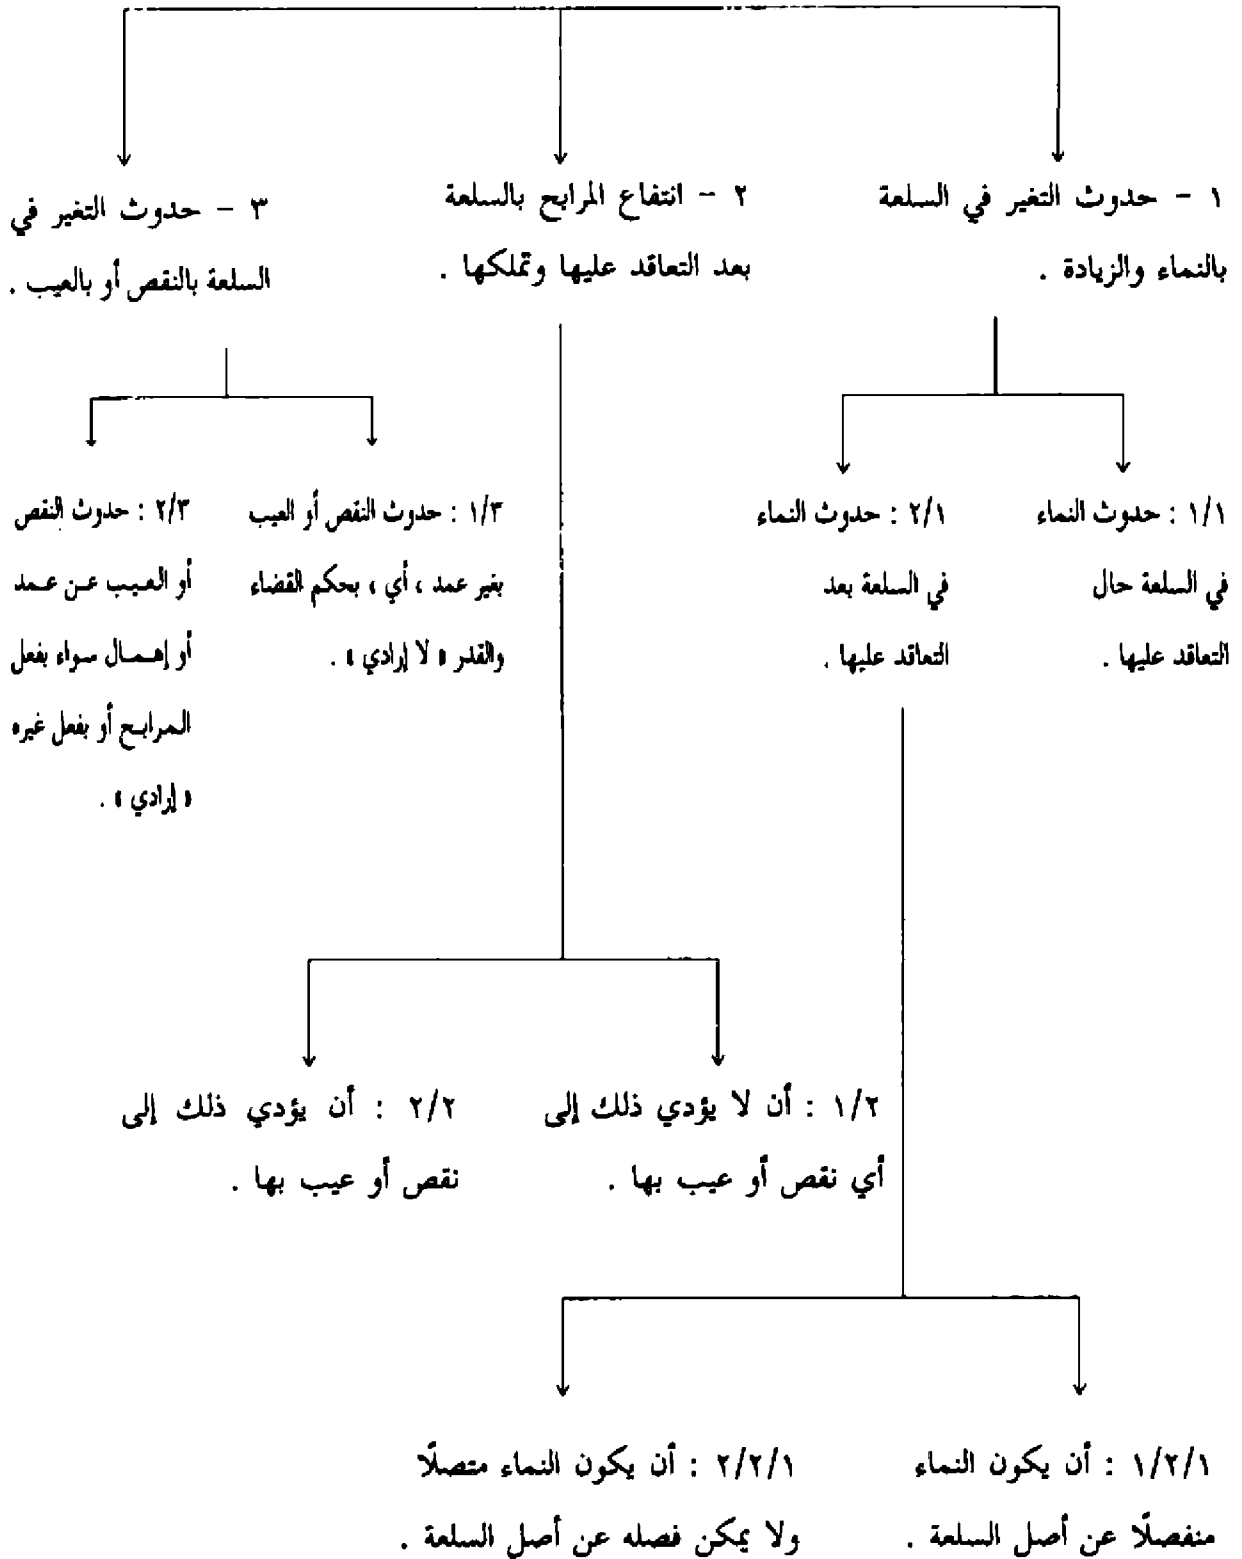 ١ - حدوث التغير في السلعة
بالنماء والزيادة .
٢ - انتفاع المرابح بالسلعة
بعد التعاقد عليها وتملكها .
٣ - حدوث التغير في
السلعة بالنقص أو بالعيب .
١/١ : حدوث النماء
في السلعة حال
التعاقد عليها .
٢/١ : حدوث النماء
في السلعة بعد
التعاقد عليها .
١/٣ : حدوث النقص أو العيب
بغير عمد ، أي ، بحكم القضاء
والقدر « لا إرادي » .
٢/٣ : حدوث النقص
أو العيب عن عمد
أو إهمال سواء بفعل
المرابح أو بفعل غيره
« إرادي » .
١/٢ : أن لا يؤدي ذلك إلى
أي نقص أو عيب بها .
٢/٢ : أن يؤدي ذلك إلى
نقص أو عيب بها .
١/٢/١ : أن يكون النماء
منفصلًا عن أصل السلعة .
٢/٢/١ : أن يكون النماء متصلًا
ولا يمكن فصله عن أصل السلعة .